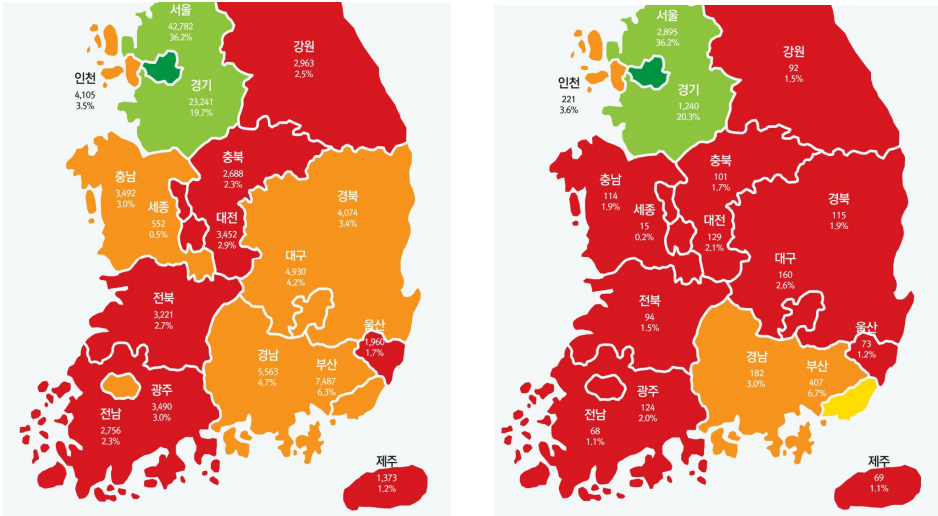 서울
42,782
36.2%
강원
2,963
2.5%
인천
4,105
3.5%
경기
23,241
19.7%
충북
2,688
2.3%
충남
3,492
3.0%
세종
552
0.5%
대전
3,452
2.9%
경북
4,074
3.4%
대구
4,930
4.2%
전북
3,221
2.7%
울산
1,960
1.7%
경남
5,563
4.7%
부산
7,487
6.3%
광주
3,490
3.0%
전남
2,756
2.3%
제주
1,373
1.2%
서울
2,895
36.2%
강원
92
1.5%
인천
221
3.6%
경기
1,240
20.3%
충북
101
1.7%
충남
114
1.9%
세종
15
0.2%
대전
129
2.1%
경북
115
1.9%
대구
160
2.6%
전북
94
1.5%
울산
73
1.2%
경남
182
3.0%
부산
407
6.7%
광주
124
2.0%
전남
68
1.1%
제주
69
1.1%